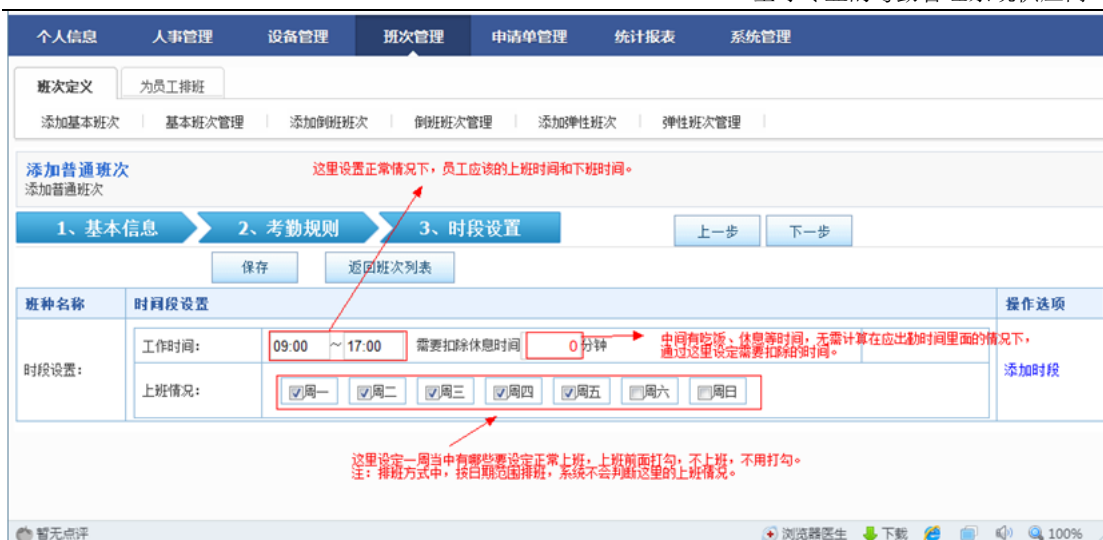 个人信息 人事管理 设备管理 班次管理 申请单管理 统计报表 系统管理
班次定义 为员工排班
添加基本班次 基本班次管理 添加倒班班次 倒班班次管理 添加弹性班次 弹性班次管理
添加普通班次
添加普通班次
这里设置正常情况下，员工应该的上班时间和下班时间。
1、基本信息 2、考勤规则 3、时段设置 上一步 下一步
保存 返回班次列表
班种名称 时间段设置 操作选项
时段设置：
工作时间： 09:00 ~ 17:00 需要扣除休息时间 0 分钟
中间有吃饭、休息等时间，无需计算在应出勤时间里面的情况下，
通过这里设定需要扣除的时间。
添加时段
上班情况： 周一 周二 周三 周四 周五 周六 周日
这里设定一周当中有哪些要设定正常上班，上班前面打勾，不上班，不用打勾。
注：排班方式中，按日期范围排班，系统不会判断这里的上班情况。
暂无点评 浏览器医生 下载 100%